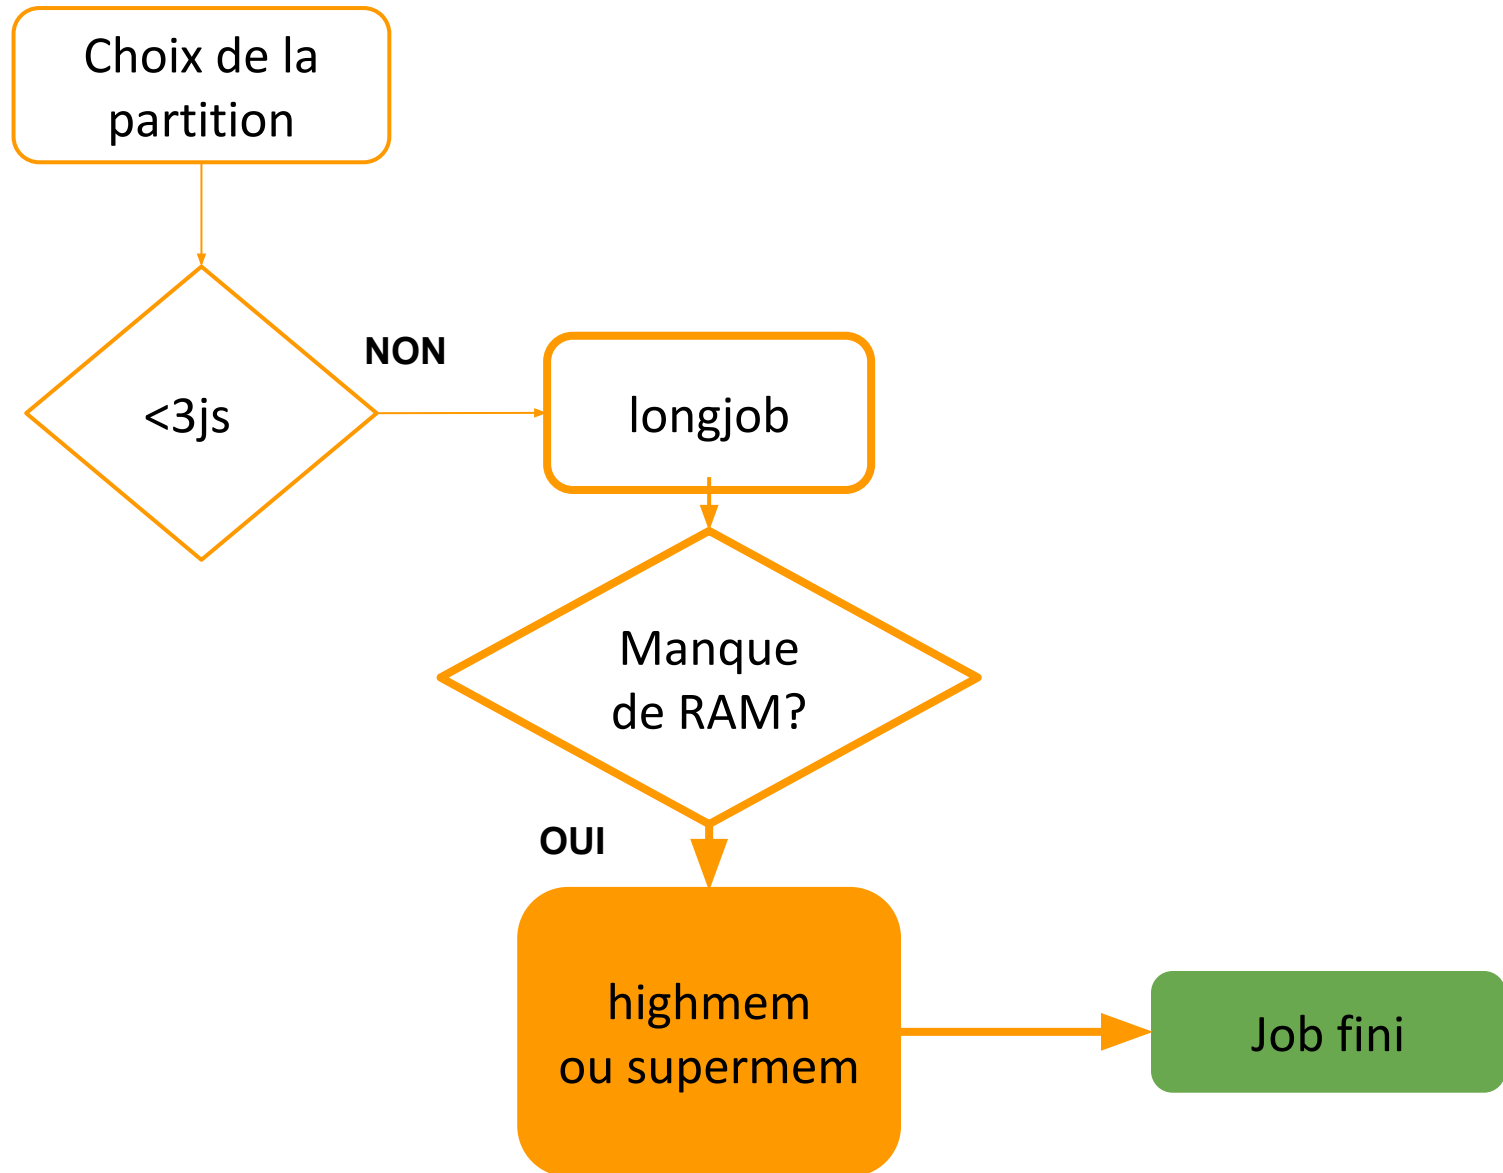 Choix de la
partition
<3js
NON
longjob
Manque
de RAM?
OUI
highmem
ou supermem
Job fini